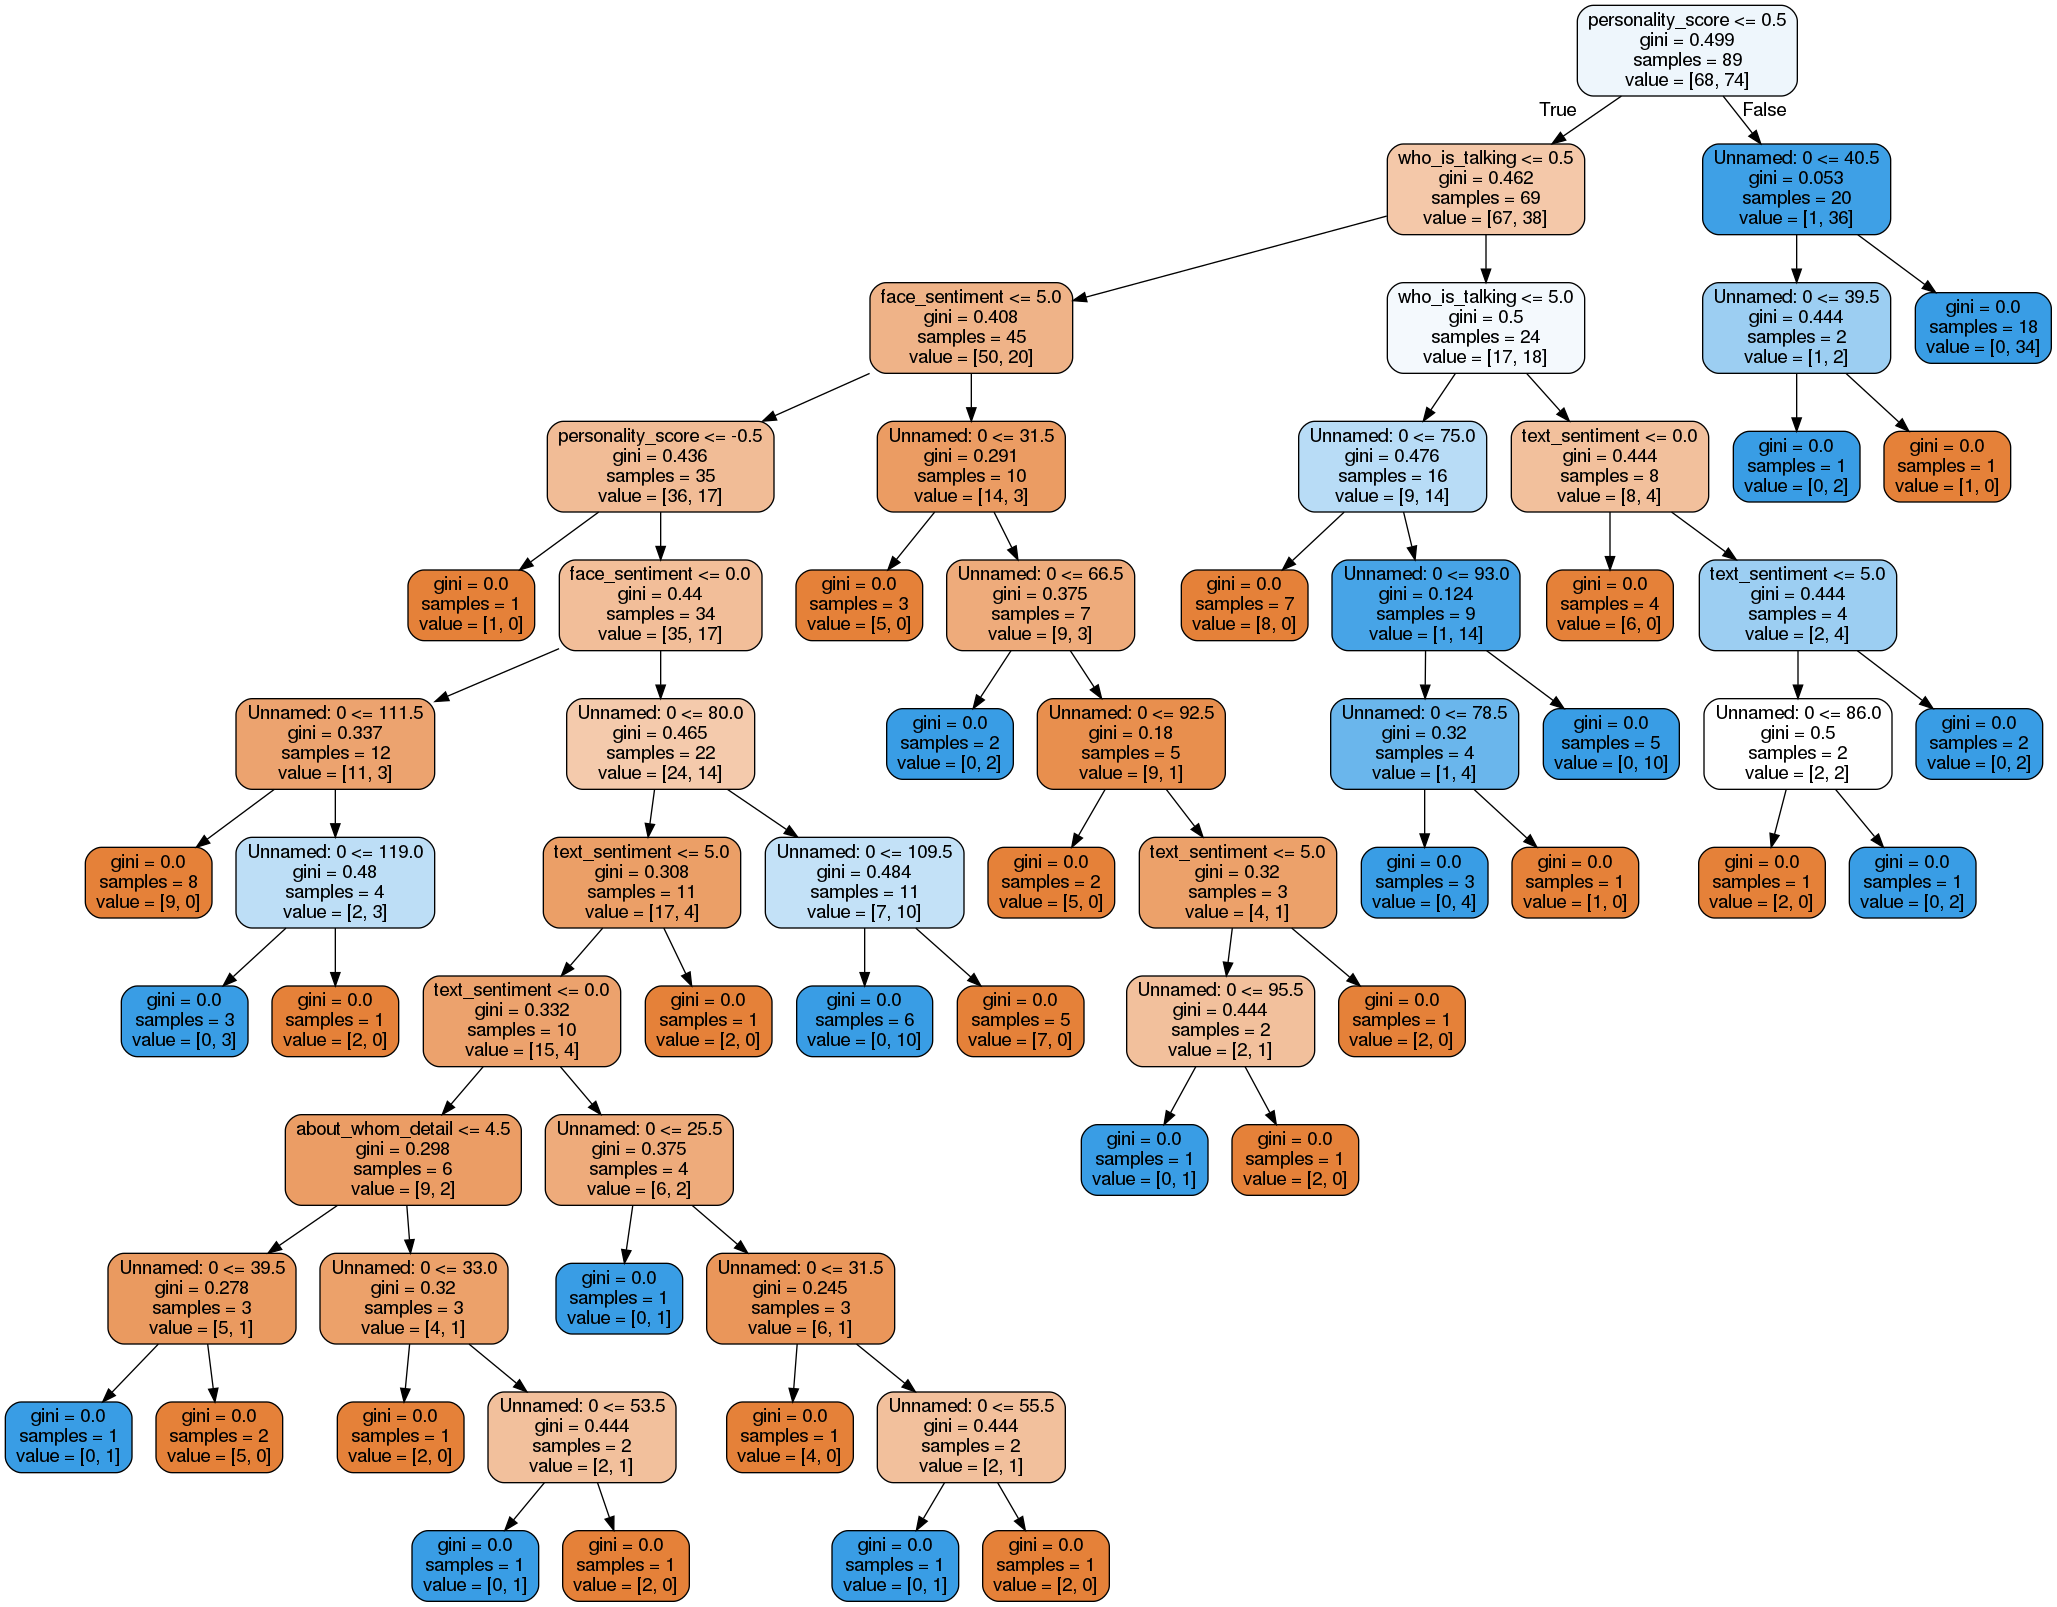 personality_score <= 0.5
gini = 0.499
samples = 89
value = [68, 74]
True
False
who_is_talking <= 0.5
gini = 0.462
samples = 69
value = [67, 38]
Unnamed: 0 <= 40.5
gini = 0.053
samples = 20
value = [1, 36]
face_sentiment <= 5.0
gini = 0.408
samples = 45
value = [50, 20]
who_is_talking <= 5.0
gini = 0.5
samples = 24
value = [17, 18]
Unnamed: 0 <= 39.5
gini = 0.444
samples = 2
value = [1, 2]
gini = 0.0
samples = 18
value = [0, 34]
personality_score <= -0.5
gini = 0.436
samples = 35
value = [36, 17]
Unnamed: 0 <= 31.5
gini = 0.291
samples = 10
value = [14, 3]
Unnamed: 0 <= 75.0
gini = 0.476
samples = 16
value = [9, 14]
text_sentiment <= 0.0
gini = 0.444
samples = 8
value = [8, 4]
gini = 0.0
samples = 1
value = [0, 2]
gini = 0.0
samples = 1
value = [1, 0]
gini = 0.0
samples = 1
value = [1, 0]
face_sentiment <= 0.0
gini = 0.44
samples = 34
value = [35, 17]
gini = 0.0
samples = 3
value = [5, 0]
Unnamed: 0 <= 66.5
gini = 0.375
samples = 7
value = [9, 3]
gini = 0.0
samples = 7
value = [8, 0]
Unnamed: 0 <= 93.0
gini = 0.124
samples = 9
value = [1, 14]
gini = 0.0
samples = 4
value = [6, 0]
text_sentiment <= 5.0
gini = 0.444
samples = 4
value = [2, 4]
Unnamed: 0 <= 111.5
gini = 0.337
samples = 12
value = [11, 3]
Unnamed: 0 <= 80.0
gini = 0.465
samples = 22
value = [24, 14]
gini = 0.0
samples = 2
value = [0, 2]
Unnamed: 0 <= 92.5
gini = 0.18
samples = 5
value = [9, 1]
Unnamed: 0 <= 78.5
gini = 0.32
samples = 4
value = [1, 4]
gini = 0.0
samples = 5
value = [0, 10]
Unnamed: 0 <= 86.0
gini = 0.5
samples = 2
value = [2, 2]
gini = 0.0
samples = 2
value = [0, 2]
gini = 0.0
samples = 8
value = [9, 0]
Unnamed: 0 <= 119.0
gini = 0.48
samples = 4
value = [2, 3]
text_sentiment <= 5.0
gini = 0.308
samples = 11
value = [17, 4]
Unnamed: 0 <= 109.5
gini = 0.484
samples = 11
value = [7, 10]
gini = 0.0
samples = 2
value = [5, 0]
text_sentiment <= 5.0
gini = 0.32
samples = 3
value = [4, 1]
gini = 0.0
samples = 3
value = [0, 4]
gini = 0.0
samples = 1
value = [1, 0]
gini = 0.0
samples = 1
value = [2, 0]
gini = 0.0
samples = 1
value = [0, 2]
gini = 0.0
samples = 3
value = [0, 3]
gini = 0.0
samples = 1
value = [2, 0]
text_sentiment <= 0.0
gini = 0.332
samples = 10
value = [15, 4]
gini = 0.0
samples = 1
value = [2, 0]
gini = 0.0
samples = 6
value = [0, 10]
gini = 0.0
samples = 5
value = [7, 0]
Unnamed: 0 <= 95.5
gini = 0.444
samples = 2
value = [2, 1]
gini = 0.0
samples = 1
value = [2, 0]
about_whom_detail <= 4.5
gini = 0.298
samples = 6
value = [9, 2]
Unnamed: 0 <= 25.5
gini = 0.375
samples = 4
value = [6, 2]
gini = 0.0
samples = 1
value = [0, 1]
gini = 0.0
samples = 1
value = [2, 0]
Unnamed: 0 <= 39.5
gini = 0.278
samples = 3
value = [5, 1]
Unnamed: 0 <= 33.0
gini = 0.32
samples = 3
value = [4, 1]
gini = 0.0
samples = 1
value = [0, 1]
Unnamed: 0 <= 31.5
gini = 0.245
samples = 3
value = [6, 1]
gini = 0.0
samples = 1
value = [0, 1]
gini = 0.0
samples = 2
value = [5, 0]
gini = 0.0
samples = 1
value = [2, 0]
Unnamed: 0 <= 53.5
gini = 0.444
samples = 2
value = [2, 1]
gini = 0.0
samples = 1
value = [4, 0]
Unnamed: 0 <= 55.5
gini = 0.444
samples = 2
value = [2, 1]
gini = 0.0
samples = 1
value = [0, 1]
gini = 0.0
samples = 1
value = [2, 0]
gini = 0.0
samples = 1
value = [0, 1]
gini = 0.0
samples = 1
value = [2, 0]